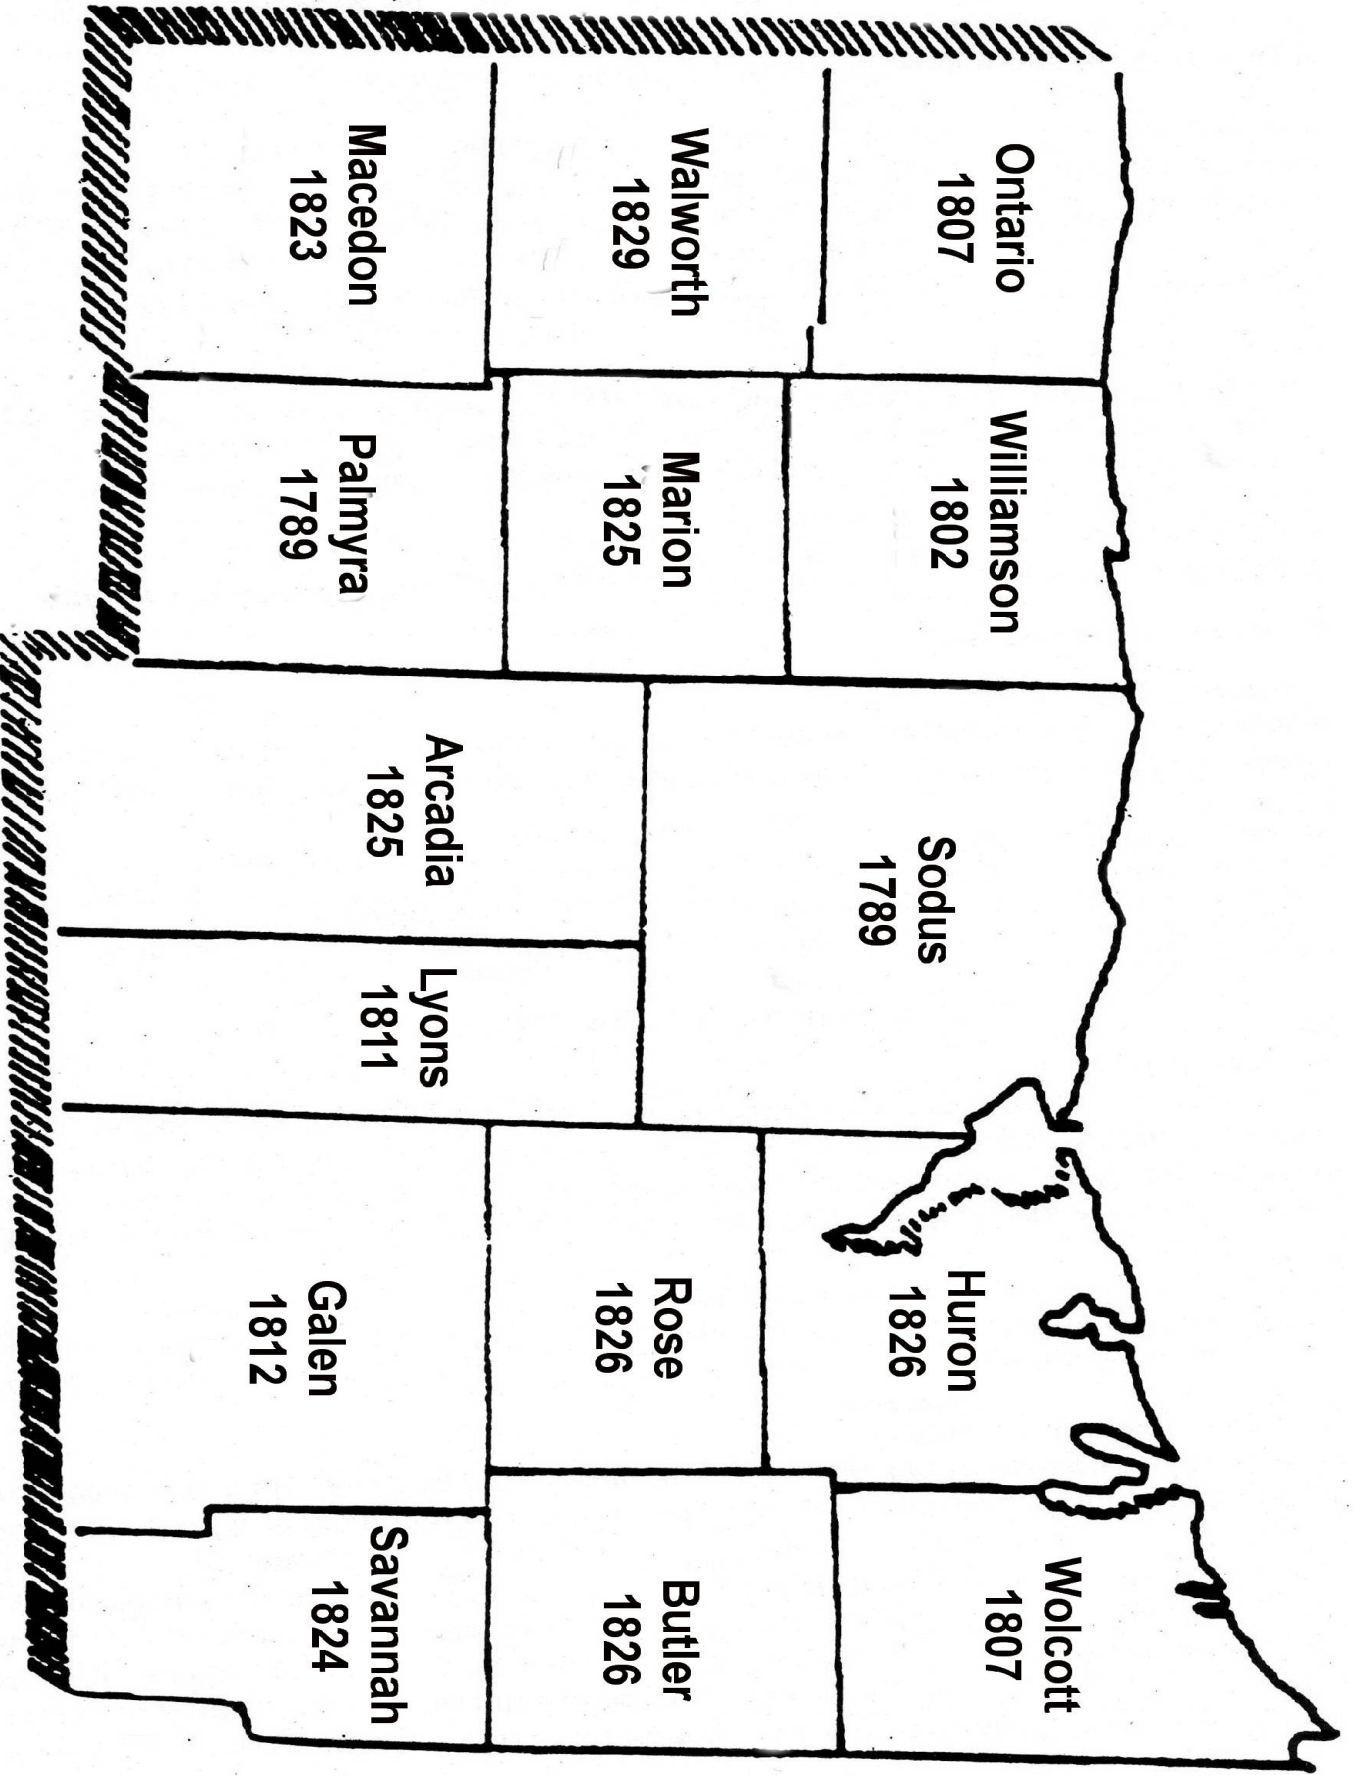 Ontario
1807
Williamson
1802
Sodus
1789
Huron
1826
Wolcott
1807
Walworth
1829
Marion
1825
Rose
1826
Butler
1826
Macedon
1823
Palmyra
1789
Arcadia
1825
Lyons
1811
Galen
1812
Savannah
1824